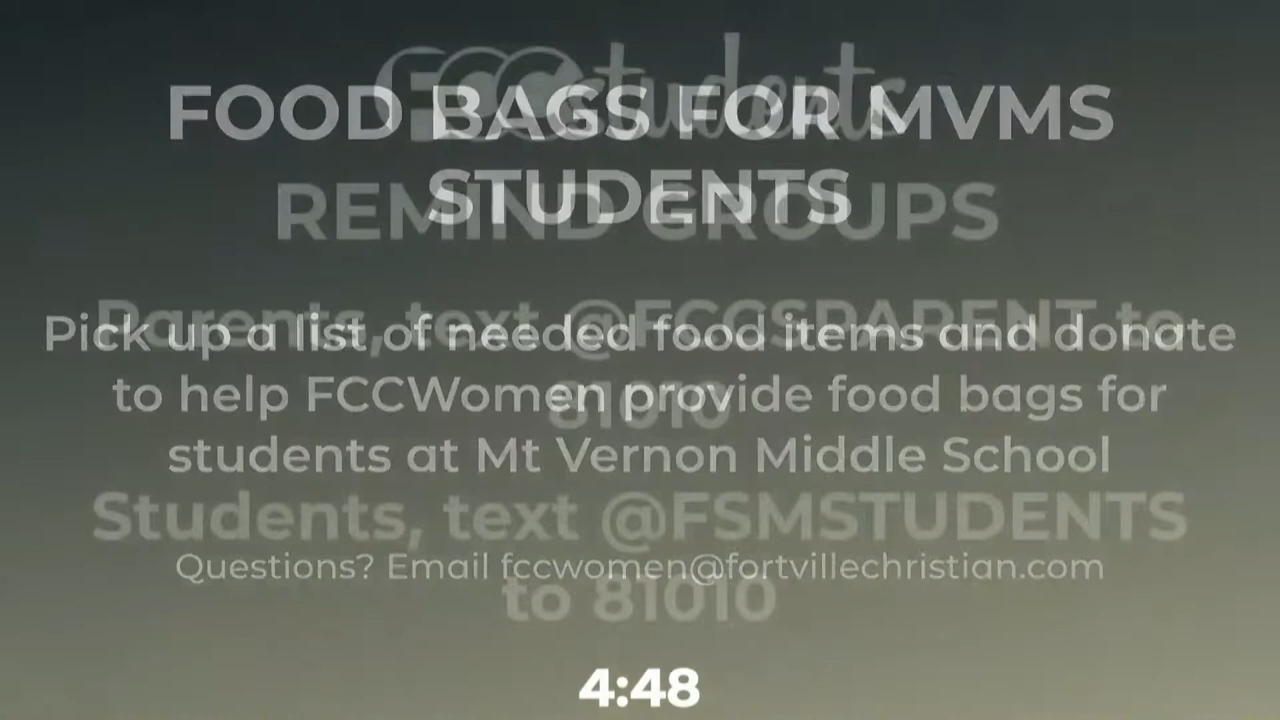 FCCstudents
FOOD BAGS FOR MVMS
STUDENTS
REMIND GROUPS
Parents, text @FCCSPARENT to
81010
Pick up a list of needed food items and donate
to help FCCWomen provide food bags for
students at Mt Vernon Middle School
Students, text @FSMSTUDENTS
to 81010
Questions? Email fccwomen@fortvillechristian.com
4:48